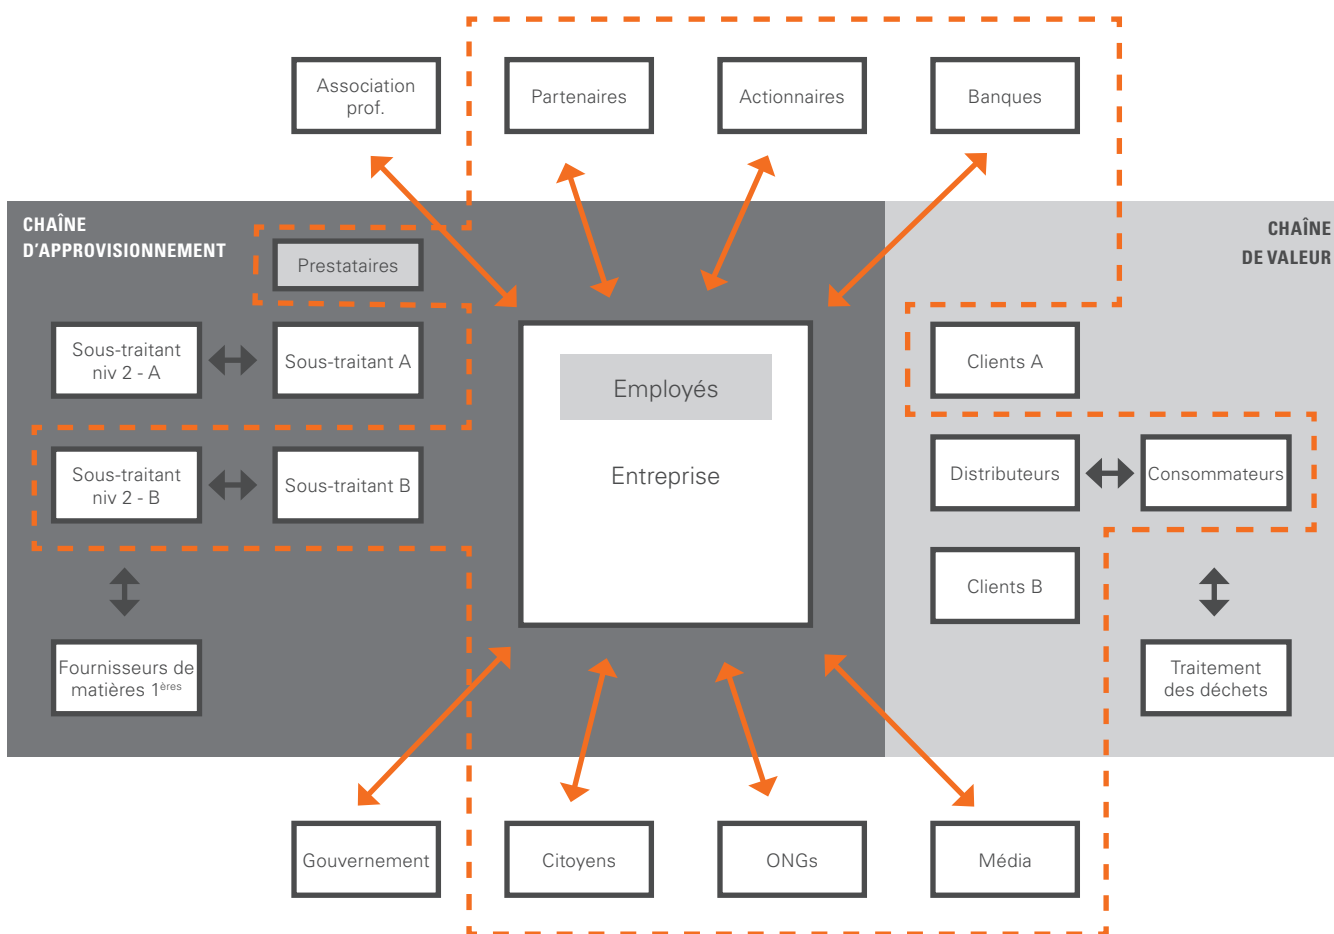 Association
prof.
Partenaires
Actionnaires
Banques
CHAÎNE
D'APPROVISIONNEMENT
CHAÎNE
DE VALEUR
Prestataires
Sous-traitant
niv 2 - A
Sous-traitant A
Employés
Entreprise
Clients A
Sous-traitant
niv 2 - B
Sous-traitant B
Distributeurs
Consommateurs
Clients B
Fournisseurs de
matières 1ères
Traitement
des déchets
Gouvernement
Citoyens
ONGs
Média